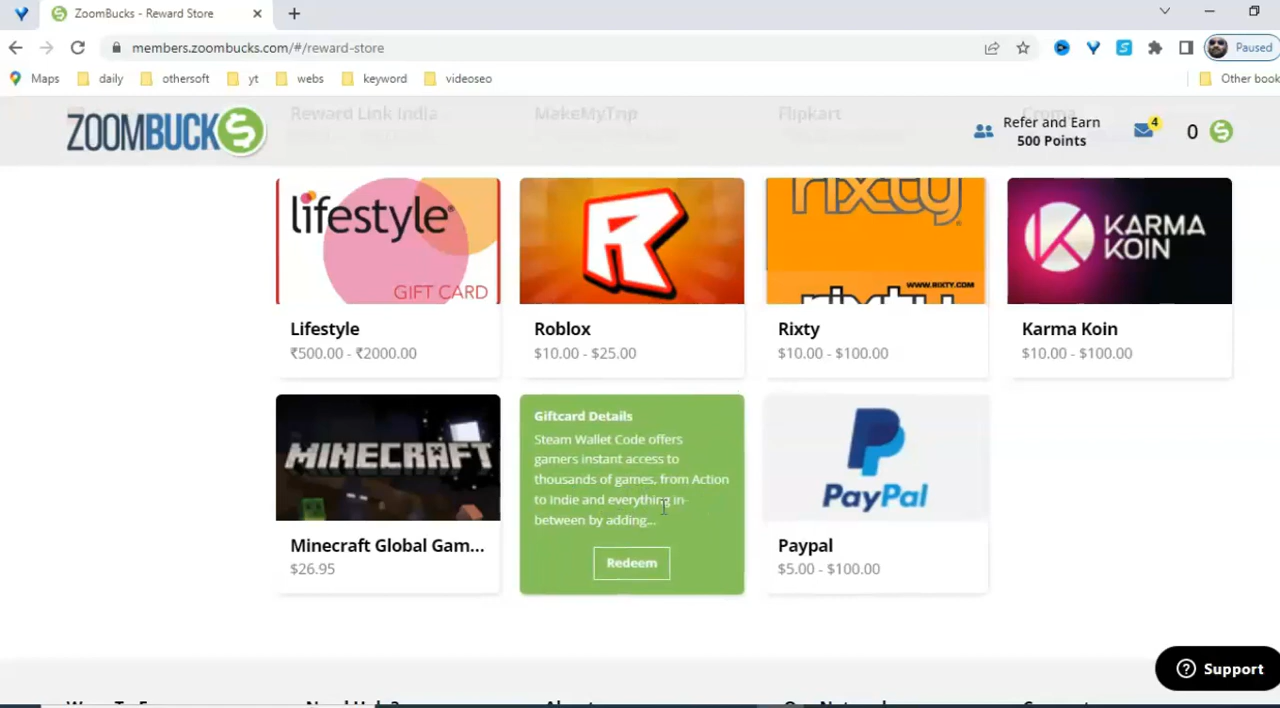 ZoomBucks - Reward Store
members.zoombucks.com/#/reward-store
Paused
Maps daily othersoft yt webs keyword videoseo Other book
Reward Link India MakeMyTrip Flipkart
ZOOMBUCK$
Refer and Earn
500 Points
4
0
lifestyle
GIFT CARD
R
rixty
WWW.RIXTY.COM
rixty
KARMA
KOIN
Lifestyle
₹500.00 - ₹2000.00
Roblox
$10.00 - $25.00
Rixty
$10.00 - $100.00
Karma Koin
$10.00 - $100.00
MINECRAFT
Minecraft Global Gam...
$26.95
Giftcard Details
Steam Wallet Code offers
gamers instant access to
thousands of games, from Action
to Indie and everything in-
between by adding...
Redeem
PayPal
Paypal
$5.00 - $100.00
Support